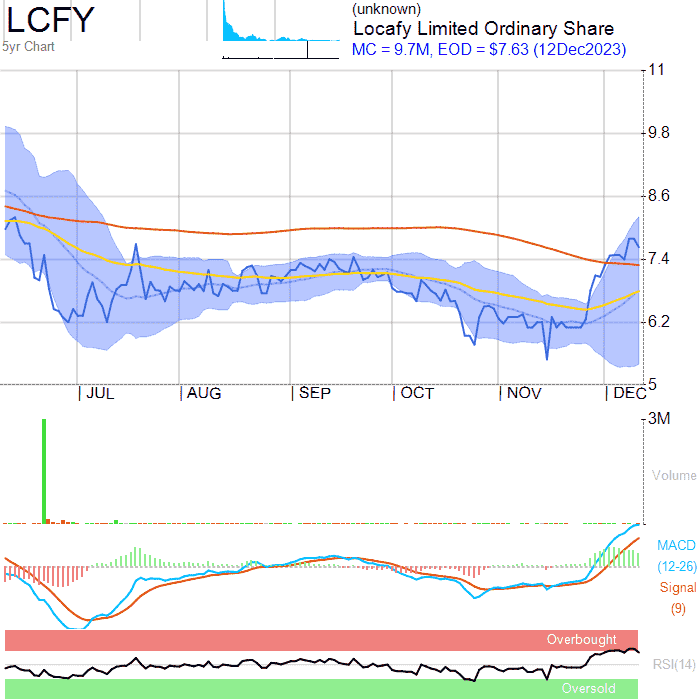 LCFY
5yr Chart
(unknown)
Locafy Limited Ordinary Share
MC = 9.7M, EOD = $7.63 (12Dec2023)
11
9.8
8.6
7.4
6.2
5
| JUL | AUG | SEP | OCT | NOV | DEC
3M
Volume
MACD
(12-26)
Signal
(9)
Overbought
RSI(14)
Oversold